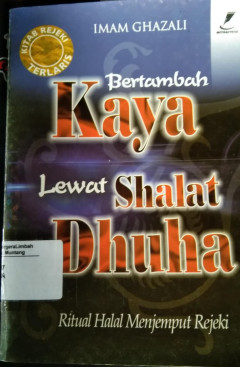 IMAM GHAZALI
KITAB REJEKI
TERLARIS
Bertambah
Kaya
Lewat Shalat
Dhuha
Ritual Halal Menjemput Rejeki